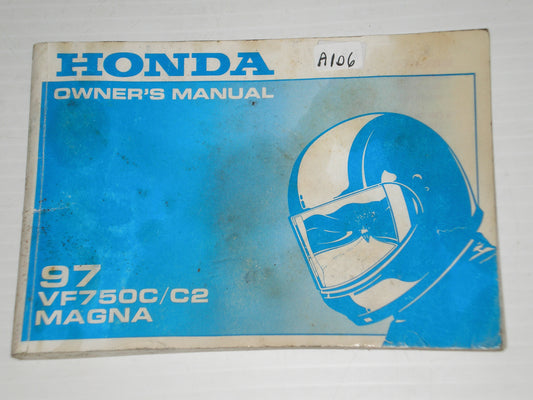 HONDA
A106
OWNER'S MANUAL
97
VF750C/C2
MAGNA